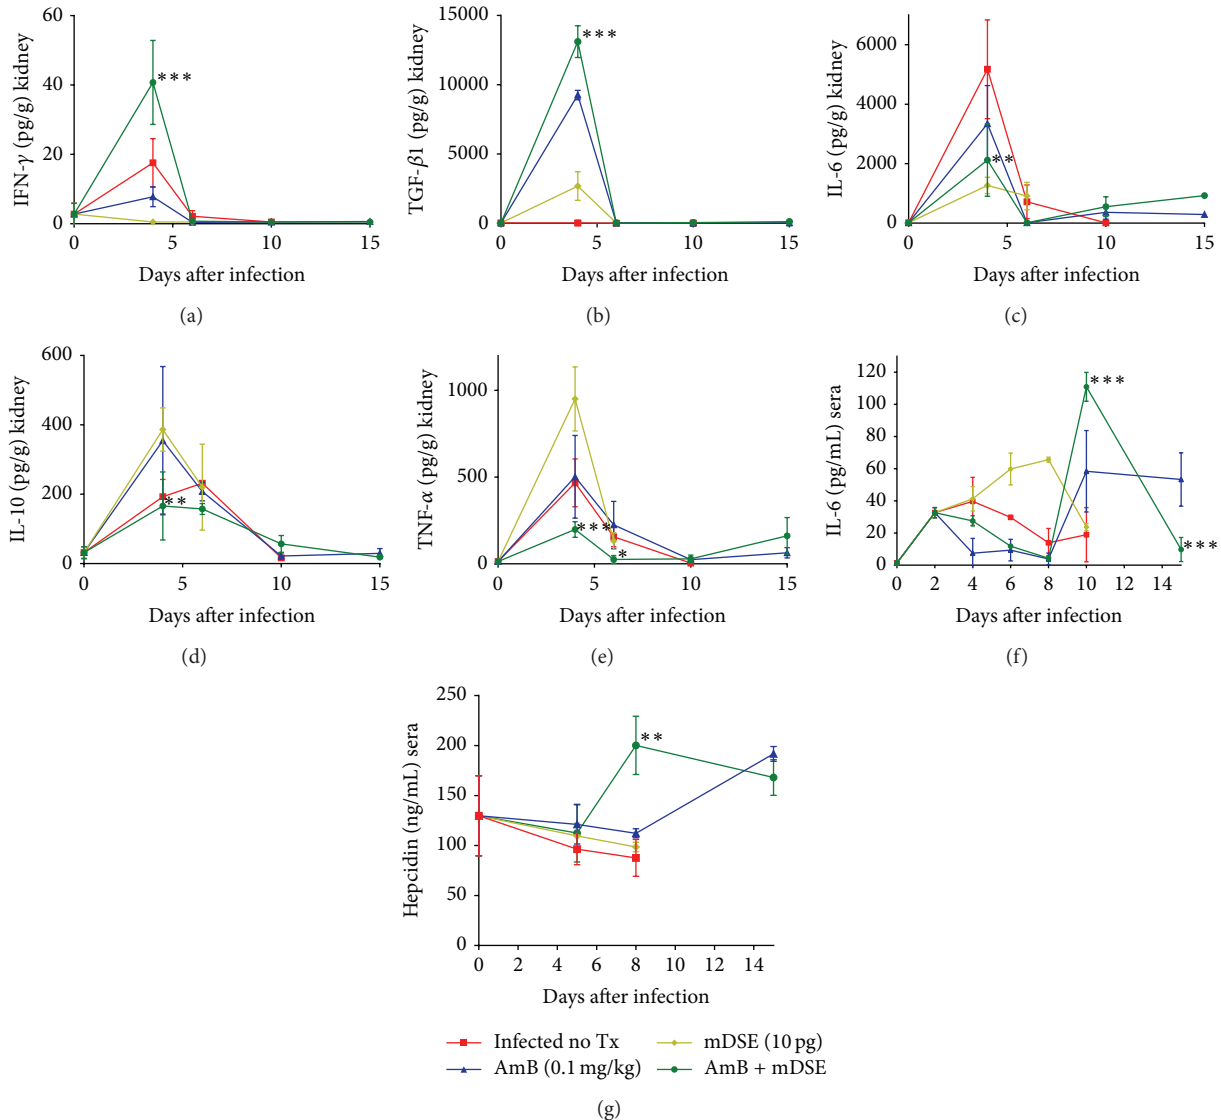 60
40
20
0
IFN-γ (pg/g) kidney
***
0 5 10 15
Days after infection
(a)
15000
10000
5000
0
TGF-β1 (pg/g) kidney
***
0 5 10 15
Days after infection
(b)
6000
4000
2000
0
IL-6 (pg/g) kidney
**
0 5 10 15
Days after infection
(c)
600
400
200
0
IL-10 (pg/g) kidney
**
0 5 10 15
Days after infection
(d)
1000
500
0
TNF-α (pg/g) kidney
***
*
0 5 10 15
Days after infection
(e)
120
100
80
60
40
20
0
IL-6 (pg/mL) sera
***
***
0 2 4 6 8 10 12 14
Days after infection
(f)
250
200
150
100
50
0
Hepcidin (ng/mL) sera
**
0 2 4 6 8 10 12 14
Days after infection
Infected no Tx
mDSE (10 pg)
AmB (0.1 mg/kg)
AmB + mDSE
(g)